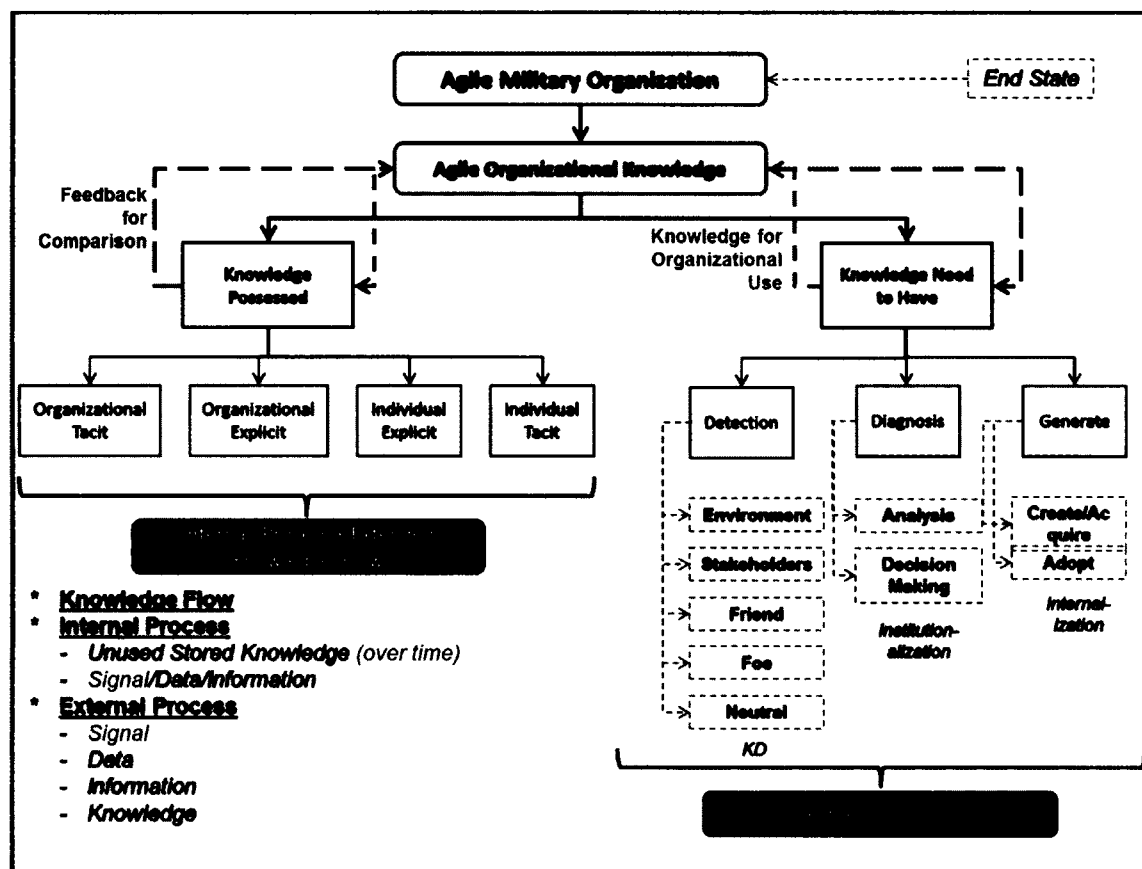 Agile Military Organization
End State
Agile Organizational Knowledge
Feedback
for
Comparison
Knowledge for
Organizational
Use
Knowledge
Possessed
Knowledge Need
to Have
Organizational
Tacit
Organizational
Explicit
Individual
Explicit
Individual
Tacit
Detection
Diagnosis
Generate
Environment
Stakeholders
Friend
Foe
Neutral
KD
Analysis
Decision
Making
Institution-
alization
Create/Ac
quire
Adopt
Internal-
ization
* Knowledge Flow
* Internal Process
- Unused Stored Knowledge (over time)
- Signal/Data/Information
* External Process
- Signal
- Data
- Information
- Knowledge